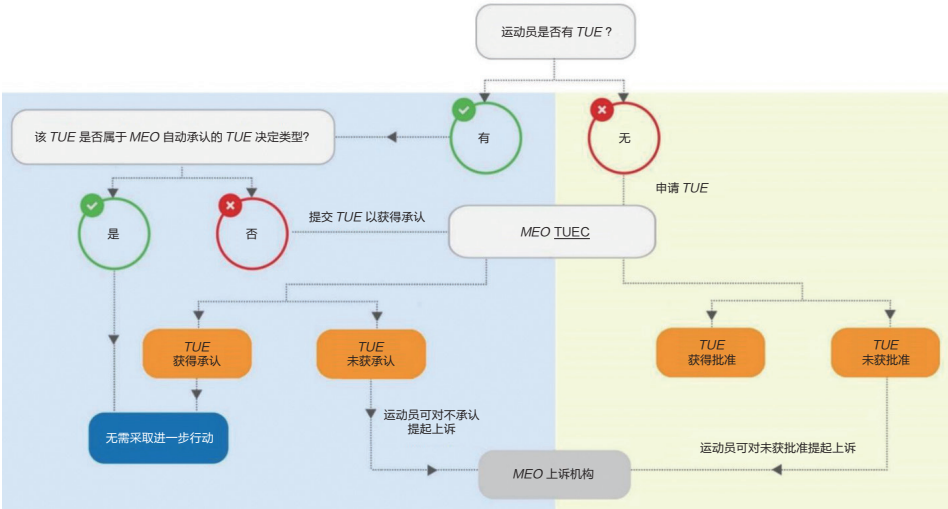 运动员是否有 TUE？
该 TUE 是否属于 MEO 自动承认的 TUE 决定类型?
有
无
申请 TUE
是
否
提交 TUE 以获得承认
MEO TUEC
TUE
获得承认
TUE
未获承认
TUE
获得批准
TUE
未获批准
运动员可对不承认
提起上诉
无需采取进一步行动
运动员可对未获批准提起上诉
MEO 上诉机构